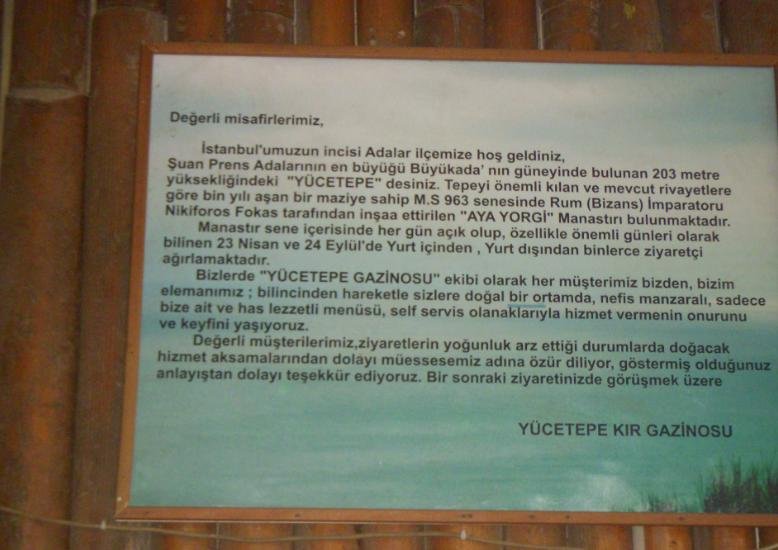 Değerli misafirlerimiz,
İstanbul'umuzun incisi Adalar ilçemize hoş geldiniz,
Şuan Prens Adalarının en büyüğü Büyükada' nın güneyinde bulunan 203 metre
yüksekliğindeki "YÜCETEPE" desiniz. Tepeyi önemli kılan ve mevcut rivayetlere
göre bin yılı aşan bir maziye sahip M.S 963 senesinde Rum (Bizans) İmparatoru
Nikiforos Fokas tarafından inşaa ettirilen "AYA YORGİ" Manastırı bulunmaktadır.
Manastır sene içerisinde her gün açık olup, özellikle önemli günleri olarak
bilinen 23 Nisan ve 24 Eylül'de Yurt içinden , Yurt dışından binlerce ziyaretçi
ağırlamaktadır.
Bizlerde "YÜCETEPE GAZİNOSU" ekibi olarak her müşterimiz bizden, bizim
elemanımız ; bilincinden hareketle sizlere doğal bir ortamda, nefis manzaralı, sadece
bize ait ve has lezzetli menüsü, self servis olanaklarıyla hizmet vermenin onurunu
ve keyfini yaşıyoruz.
Değerli müşterilerimiz,ziyaretlerin yoğunluk arz ettiği durumlarda doğacak
hizmet aksamalarından dolayı müessesemiz adına özür diliyor, göstermiş olduğunuz
anlayıştan dolayı teşekkür ediyoruz. Bir sonraki ziyaretinizde görüşmek üzere
YÜCETEPE KIR GAZİNOSU